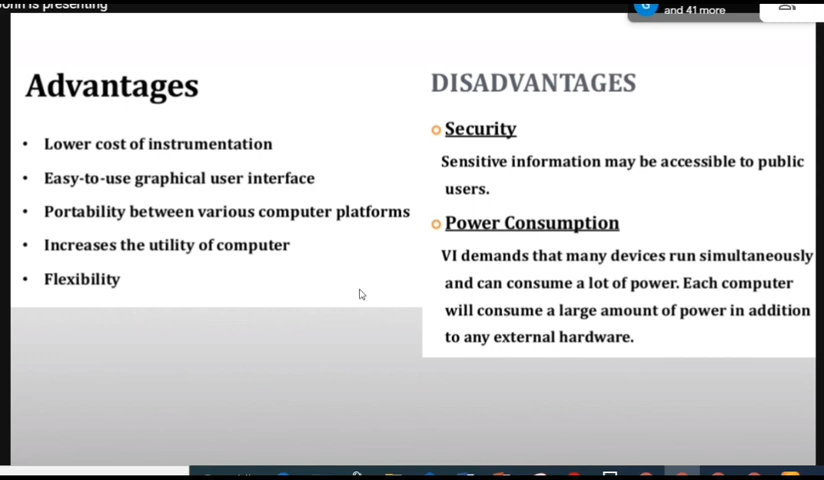 is presenting
G
and 41 more
Advantages
• Lower cost of instrumentation
• Easy-to-use graphical user interface
• Portability between various computer platforms
• Increases the utility of computer
• Flexibility
DISADVANTAGES
Security
Sensitive information may be accessible to public
users.
Power Consumption
VI demands that many devices run simultaneously
and can consume a lot of power. Each computer
will consume a large amount of power in addition
to any external hardware.